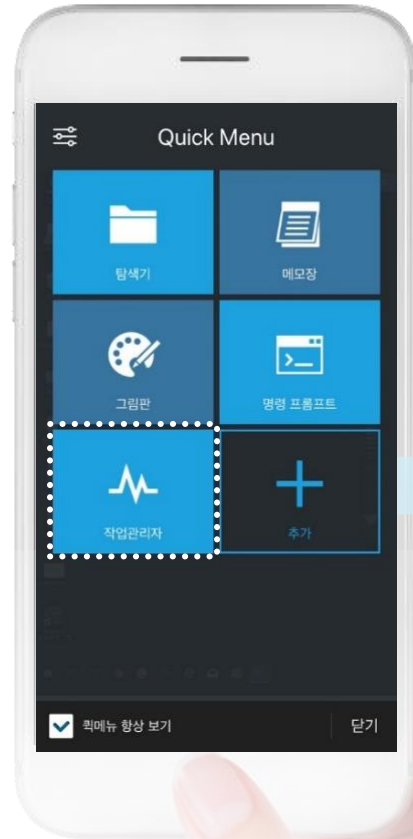 Quick Menu
탐색기
메모장
그림판
명령 프롬프트
작업관리자
추가
퀵메뉴 항상 보기
닫기